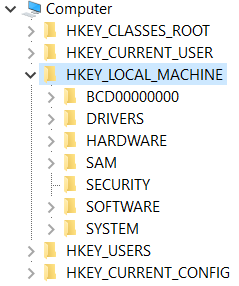 Computer
HKEY_CLASSES_ROOT
HKEY_CURRENT_USER
HKEY_LOCAL_MACHINE
BCD00000000
DRIVERS
HARDWARE
SAM
SECURITY
SOFTWARE
SYSTEM
HKEY_USERS
HKEY_CURRENT_CONFIG